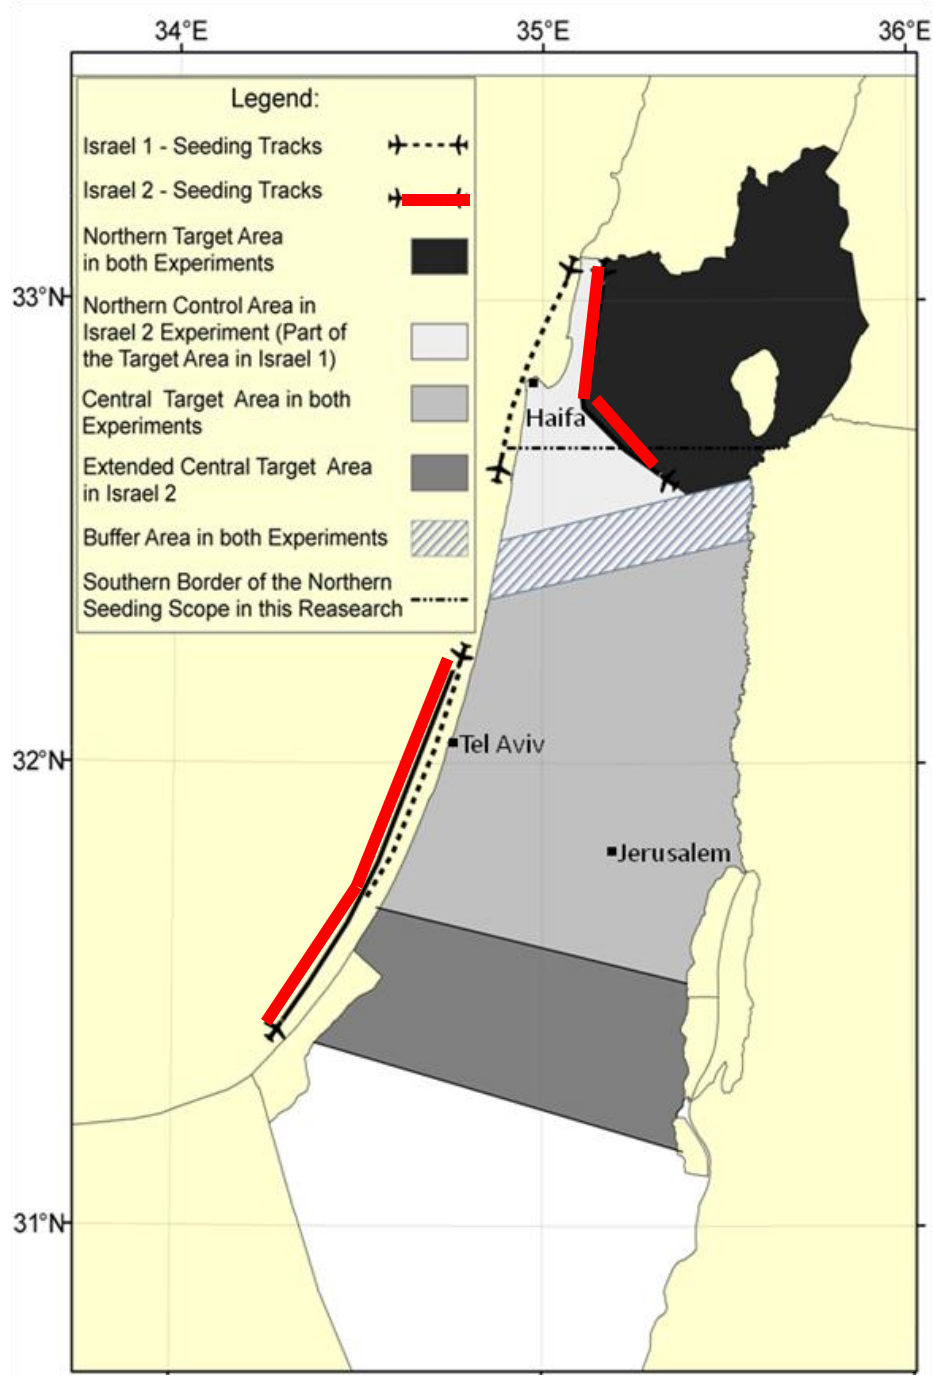 34°E 35°E 36°E
Legend:
Israel 1 - Seeding Tracks
Israel 2 - Seeding Tracks
Northern Target Area
in both Experiments
Northern Control Area in
Israel 2 Experiment (Part of
the Target Area in Israel 1)
Central Target Area in both
Experiments
Extended Central Target Area
in Israel 2
Buffer Area in both Experiments
Southern Border of the Northern
Seeding Scope in this Reasearch
33°N
Haifa
32°N
Tel Aviv
Jerusalem
31°N